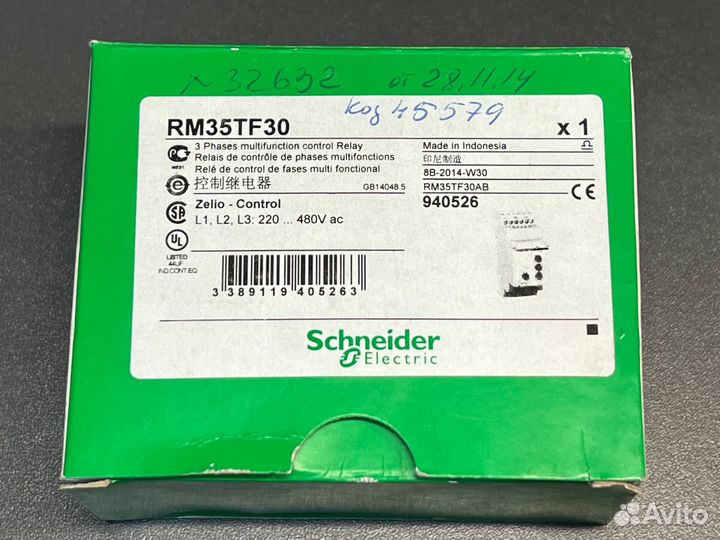 № 32632 от 28.11.14
Код 45579
RM35TF30 x 1
3 Phases multifunction control Relay
Relais de contrôle de phases multifonctions
Relé de control de fases multi fonctional
控制继电器 GB14048.5
Made in Indonesia
印尼制造
8B-2014-W30
RM35TF30AB
940526
CE
Zelio - Control
L1, L2, L3: 220 ... 480V ac
UL
LISTED
44UF
IND.CONT.EQ
3 389119 405263
Schneider
Electric
Avito